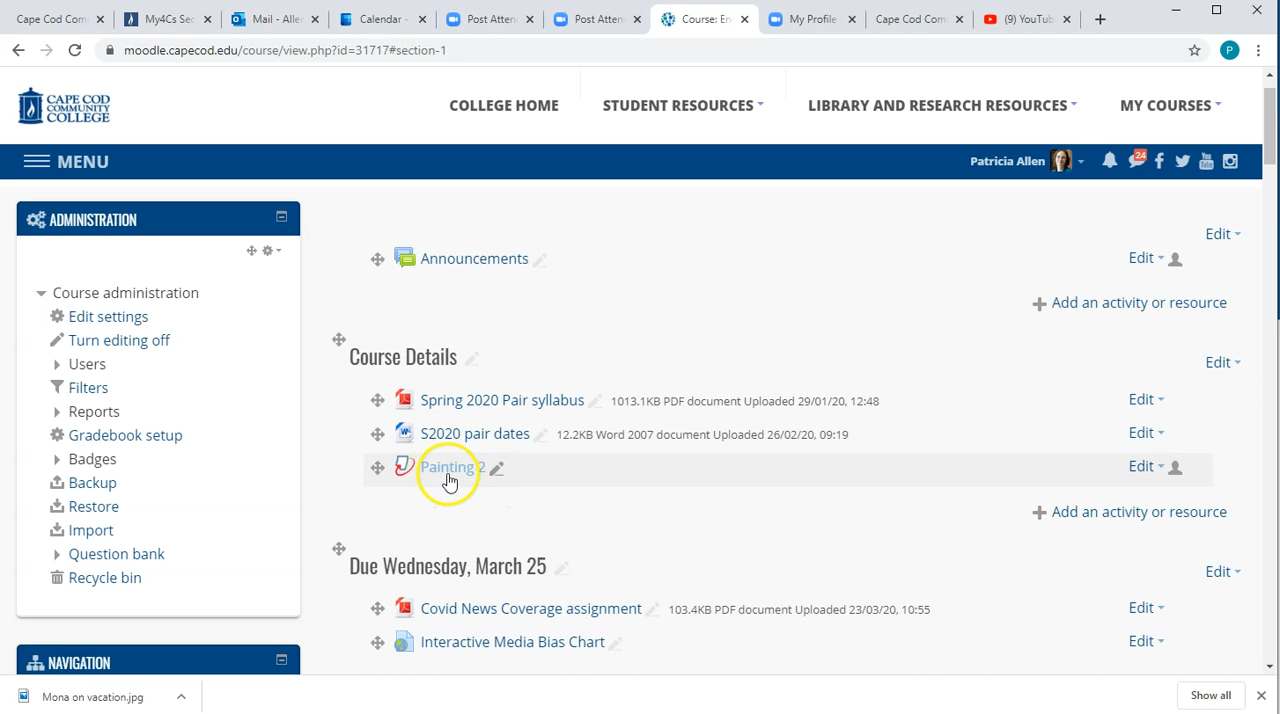 Cape Cod Com
My4Cs Sec
Mail - Alle
Calendar -
Post Atten
Post Atten
Course: En
My Profile
Cape Cod Com
(9) YouTub
moodle.capecod.edu/course/view.php?id=31717#section-1
P
CAPE COD
COMMUNITY
COLLEGE
COLLEGE HOME
STUDENT RESOURCES
LIBRARY AND RESEARCH RESOURCES
MY COURSES
MENU
Patricia Allen
24
ADMINISTRATION
Course administration
Edit settings
Turn editing off
Users
Filters
Reports
Gradebook setup
Badges
Backup
Restore
Import
Question bank
Recycle bin
NAVIGATION
Edit
Announcements
Edit
Add an activity or resource
Course Details
Edit
Spring 2020 Pair syllabus 1013.1KB PDF document Uploaded 29/01/20, 12:48
Edit
S2020 pair dates 12.2KB Word 2007 document Uploaded 26/02/20, 09:19
Edit
Painting 2
Edit
Add an activity or resource
Due Wednesday, March 25
Edit
Covid News Coverage assignment 103.4KB PDF document Uploaded 23/03/20, 10:55
Edit
Interactive Media Bias Chart
Edit
Mona on vacation.jpg
Show all